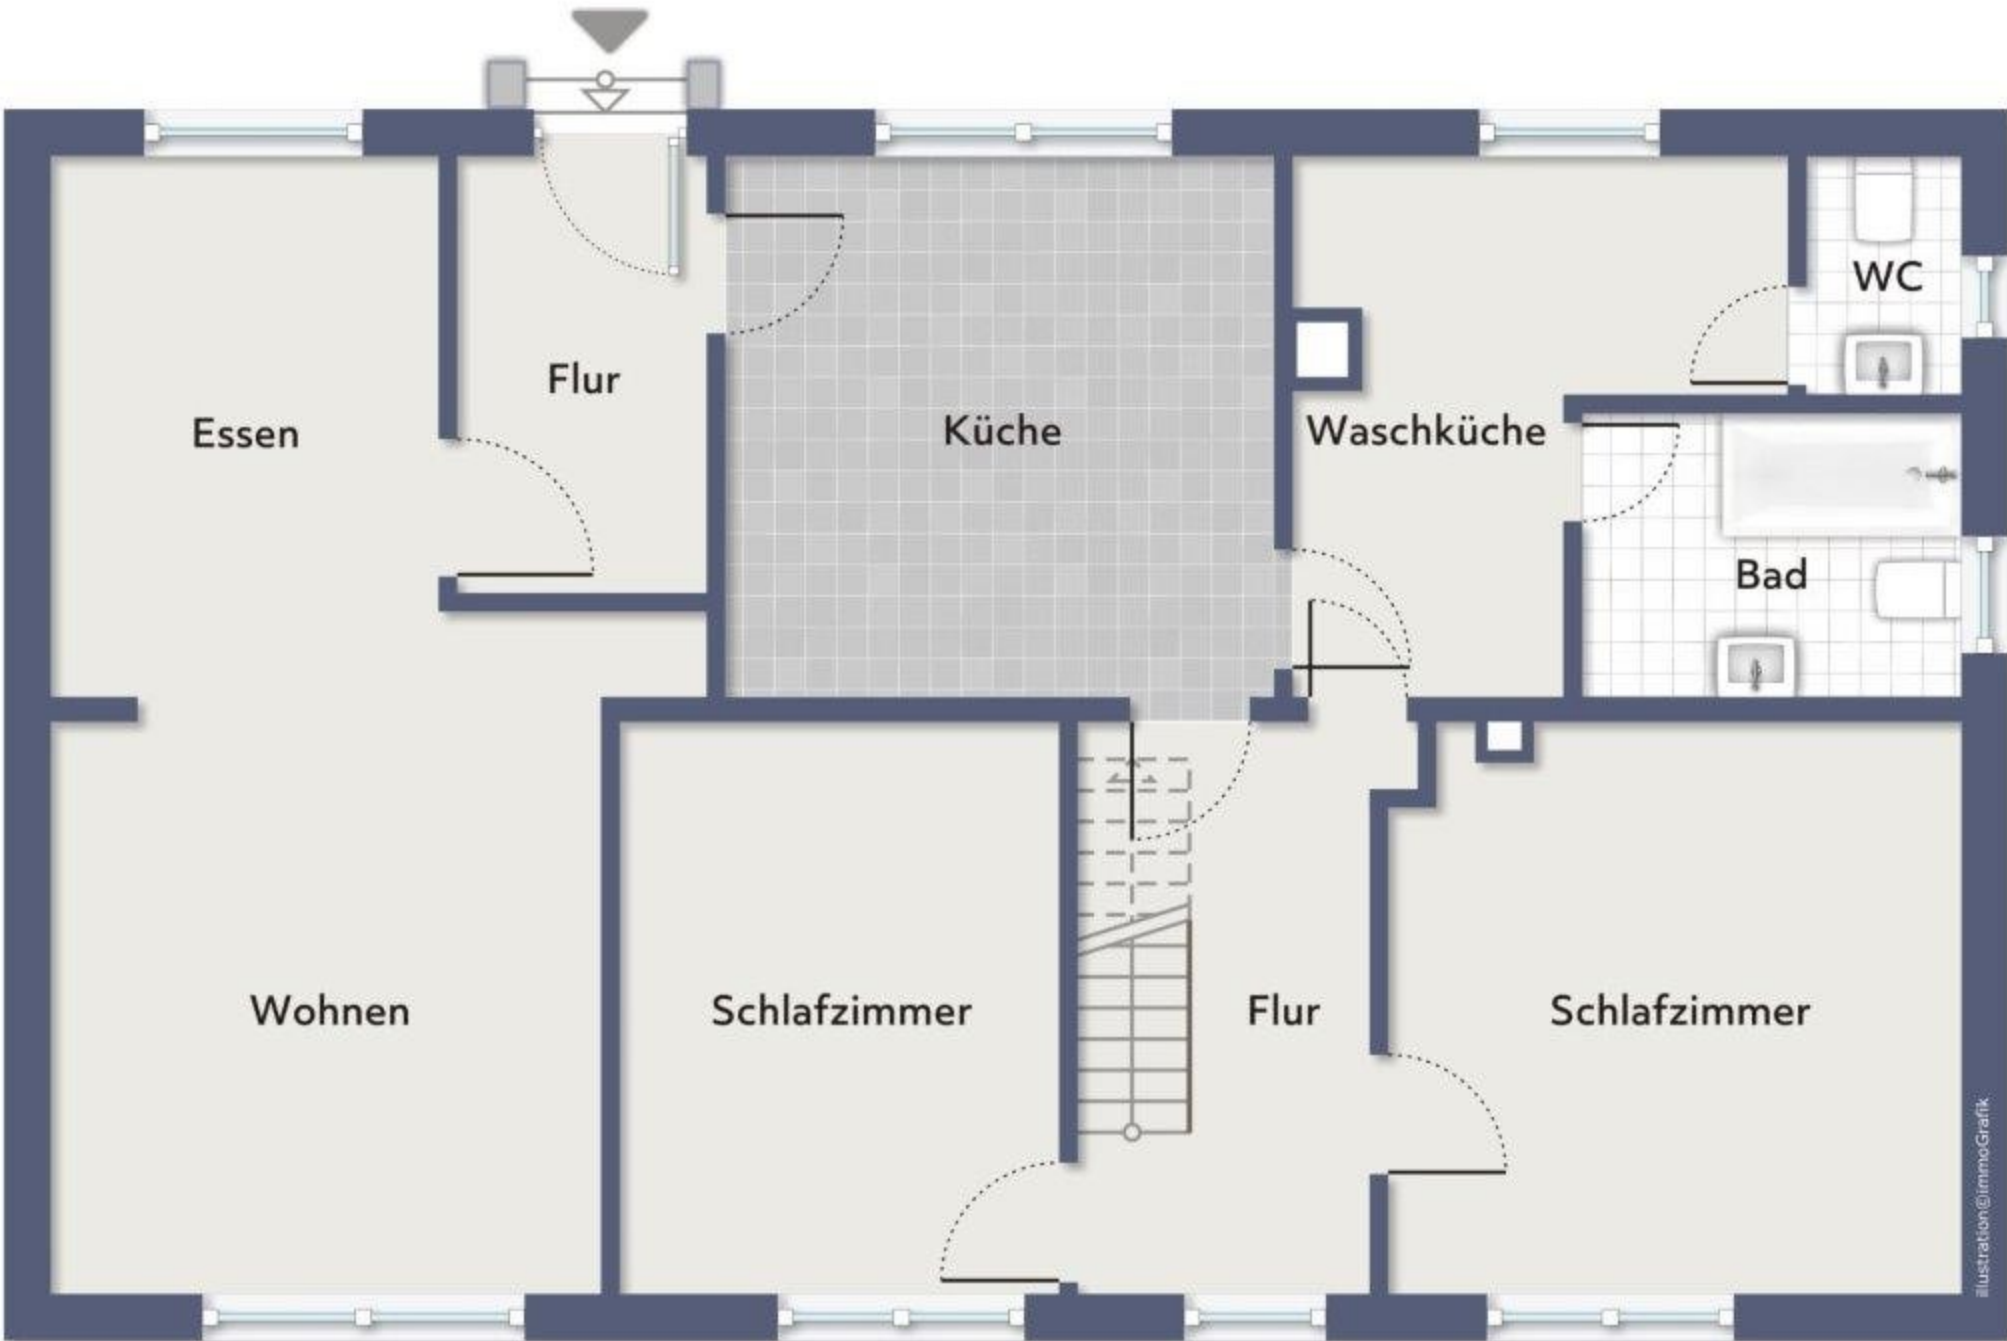 WC
Flur
Essen
Küche
Waschküche
Bad
Wohnen
Schlafzimmer
Flur
Schlafzimmer
illustration©immoGrafik